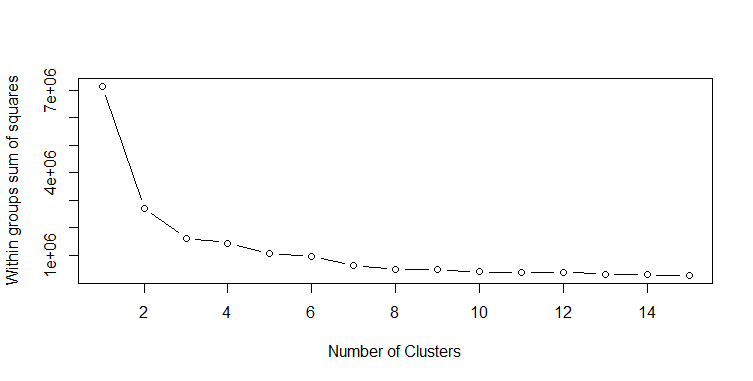 Within groups sum of squares
7e+06
4e+06
1e+06
2 4 6 8 10 12 14
Number of Clusters